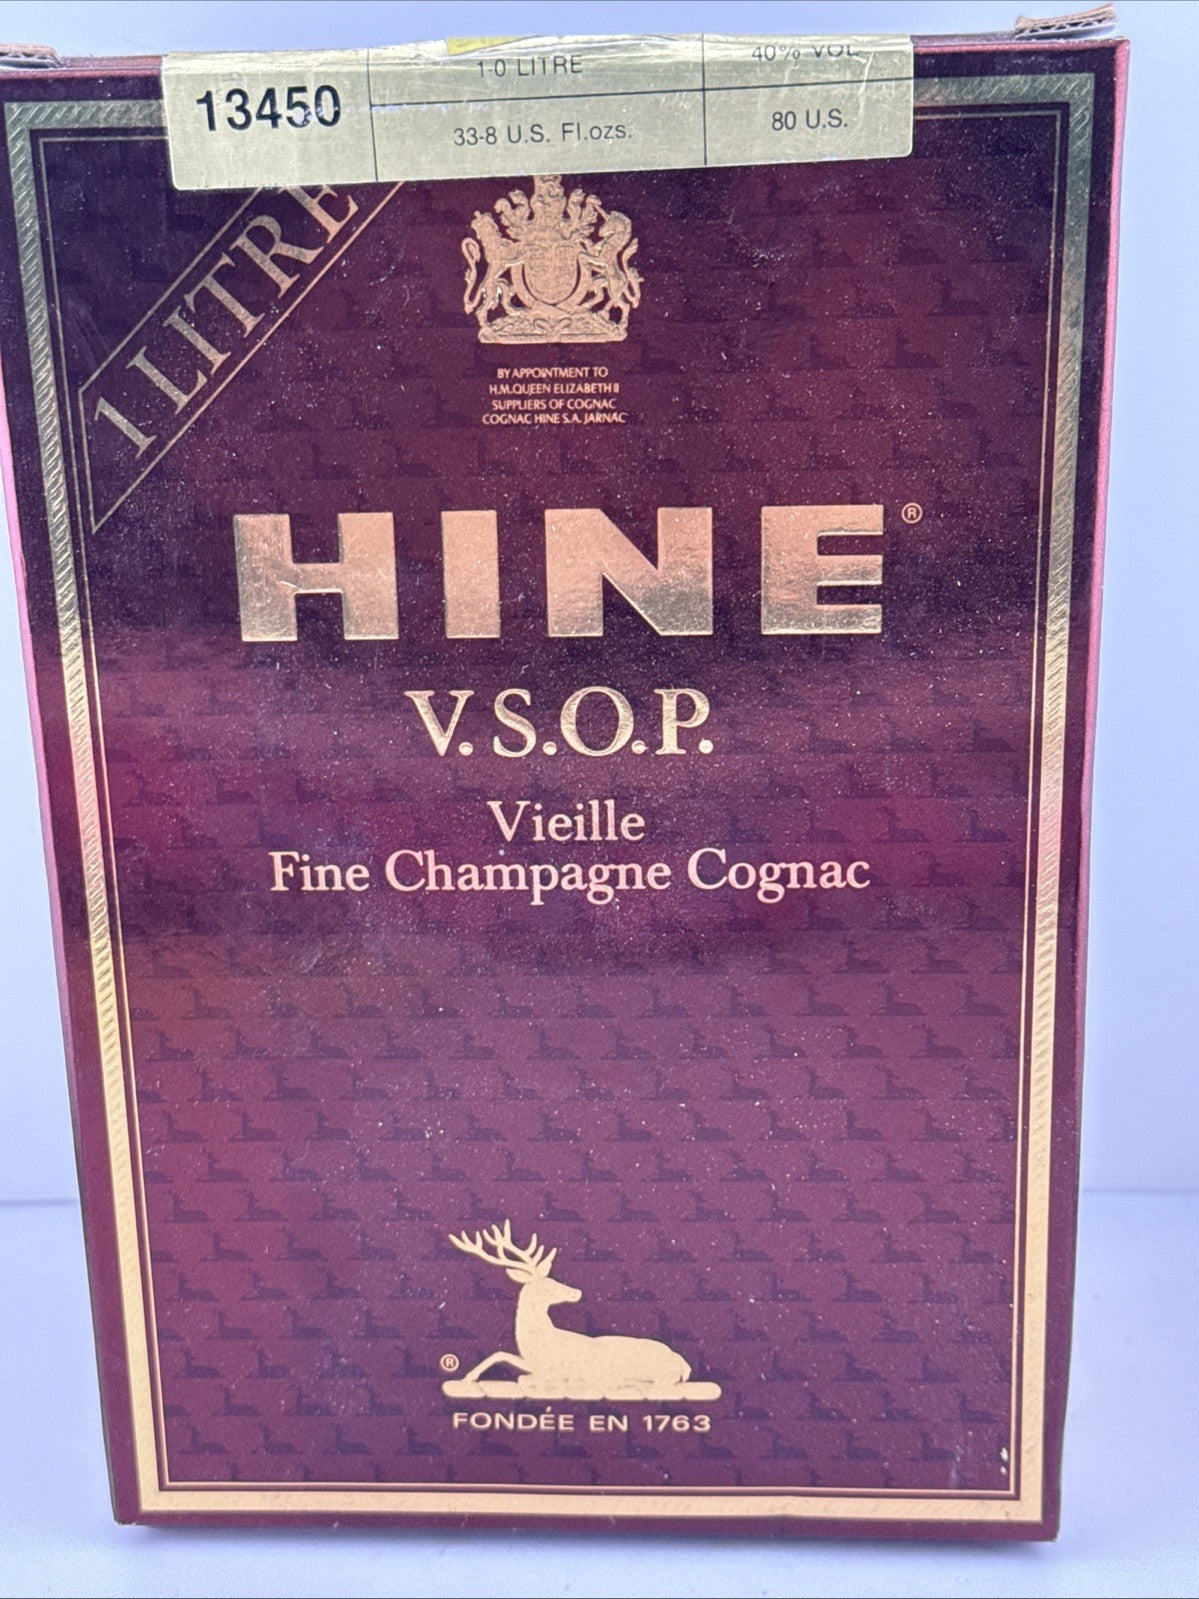 13450
1·0 LITRE
40% VOL
33-8 U.S. Fl.ozs.
80 U.S.
1 LITRE
BY APPOINTMENT TO
H.M.QUEEN ELIZABETH II
SUPPLIERS OF COGNAC
COGNAC HINE S.A. JARNAC
HINE®
V.S.O.P.
Vieille
Fine Champagne Cognac
®
FONDÉE EN 1763